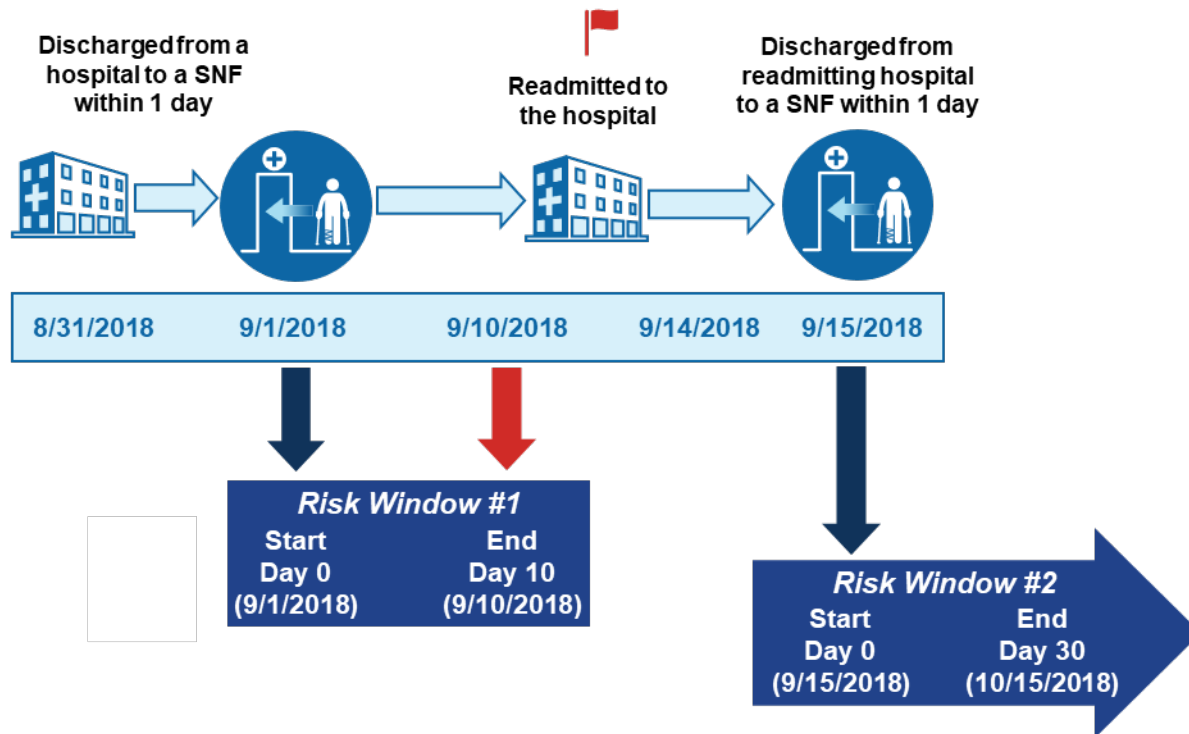 Discharged from a
hospital to a SNF
within 1 day
Readmitted to
the hospital
Discharged from
readmitting hospital
to a SNF within 1 day
8/31/2018
9/1/2018
9/10/2018
9/14/2018
9/15/2018
Risk Window #1
Start
Day 0
(9/1/2018)
End
Day 10
(9/10/2018)
Risk Window #2
Start
Day 0
(9/15/2018)
End
Day 30
(10/15/2018)